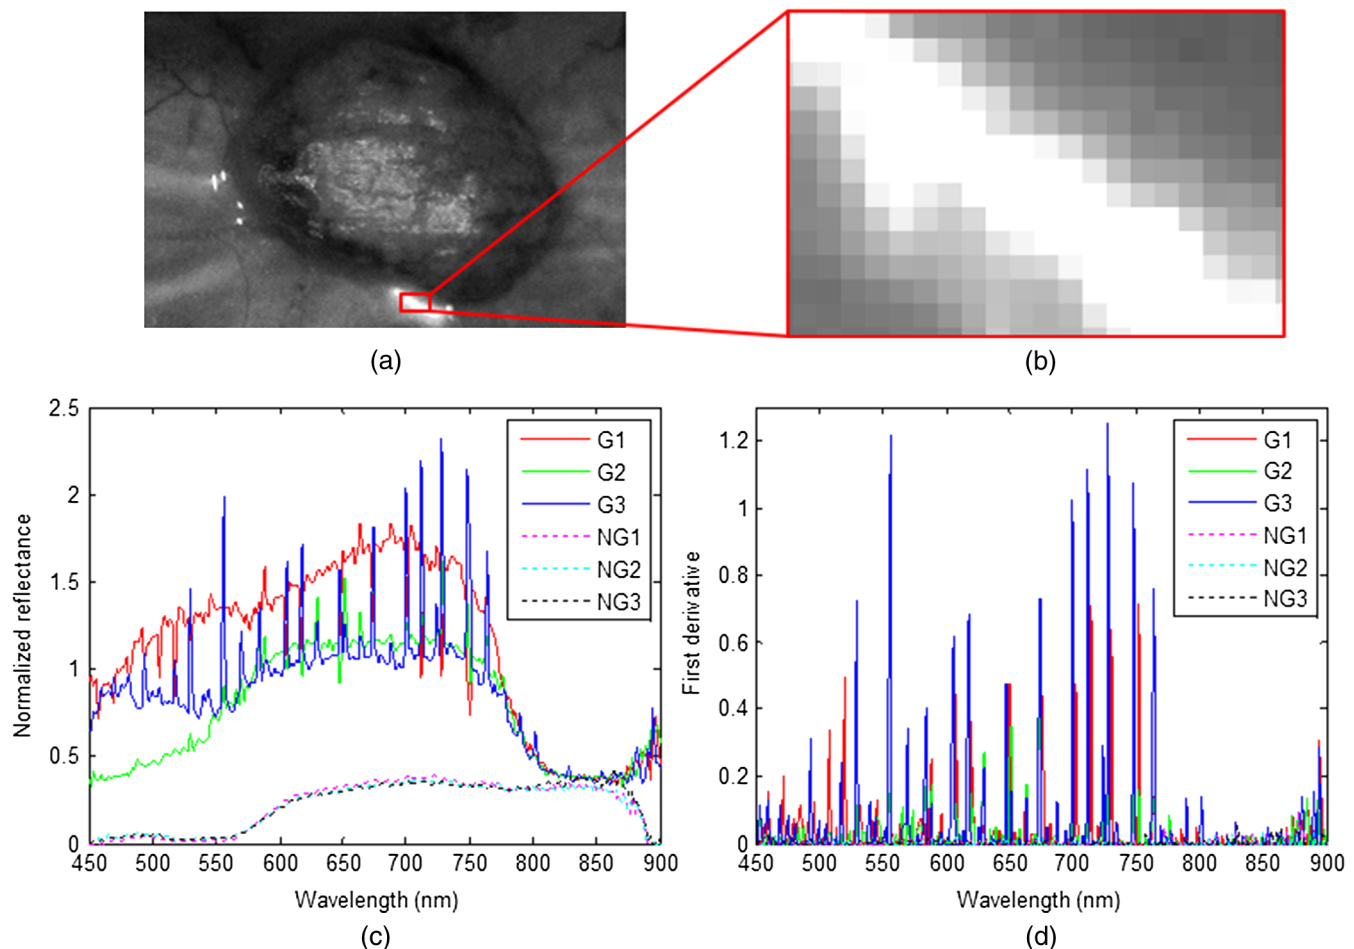 (a)
(b)
Normalized reflectance
2.5
2
1.5
1
0.5
0
450
500
550
600
650
700
750
800
850
900
Wavelength (nm)
G1
G2
G3
NG1
NG2
NG3
(c)
First derivative
1.2
1
0.8
0.6
0.4
0.2
0
450
500
550
600
650
700
750
800
850
900
Wavelength (nm)
G1
G2
G3
NG1
NG2
NG3
(d)